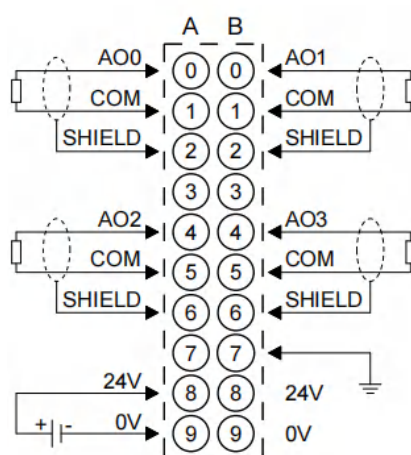 A B
AO0 0 0 AO1
COM 1 1 COM
SHIELD 2 2 SHIELD
3 3
AO2 4 4 AO3
COM 5 5 COM
SHIELD 6 6 SHIELD
7 7
24V 8 8 24V
+ - 0V 9 9 0V